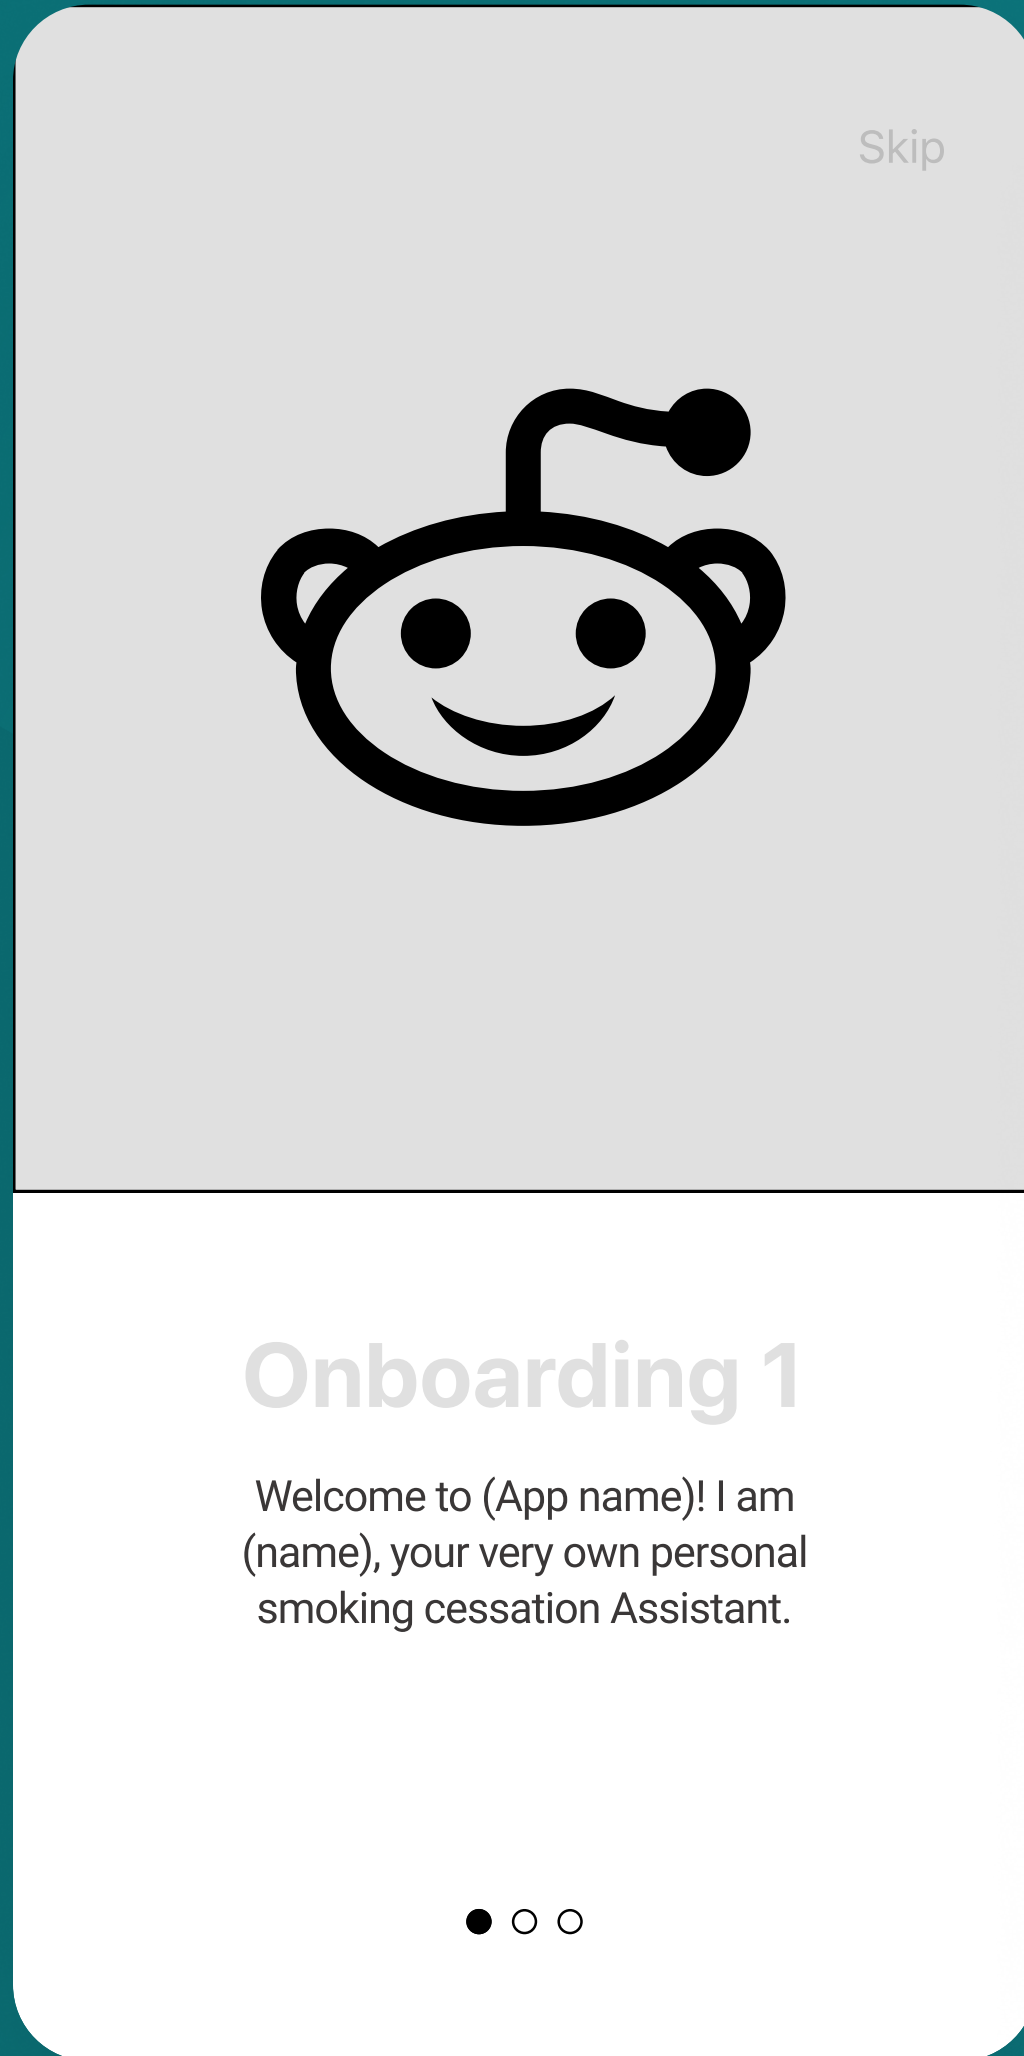 Skip
Onboarding 1
Welcome to (App name)! I am
(name), your very own personal
smoking cessation Assistant.